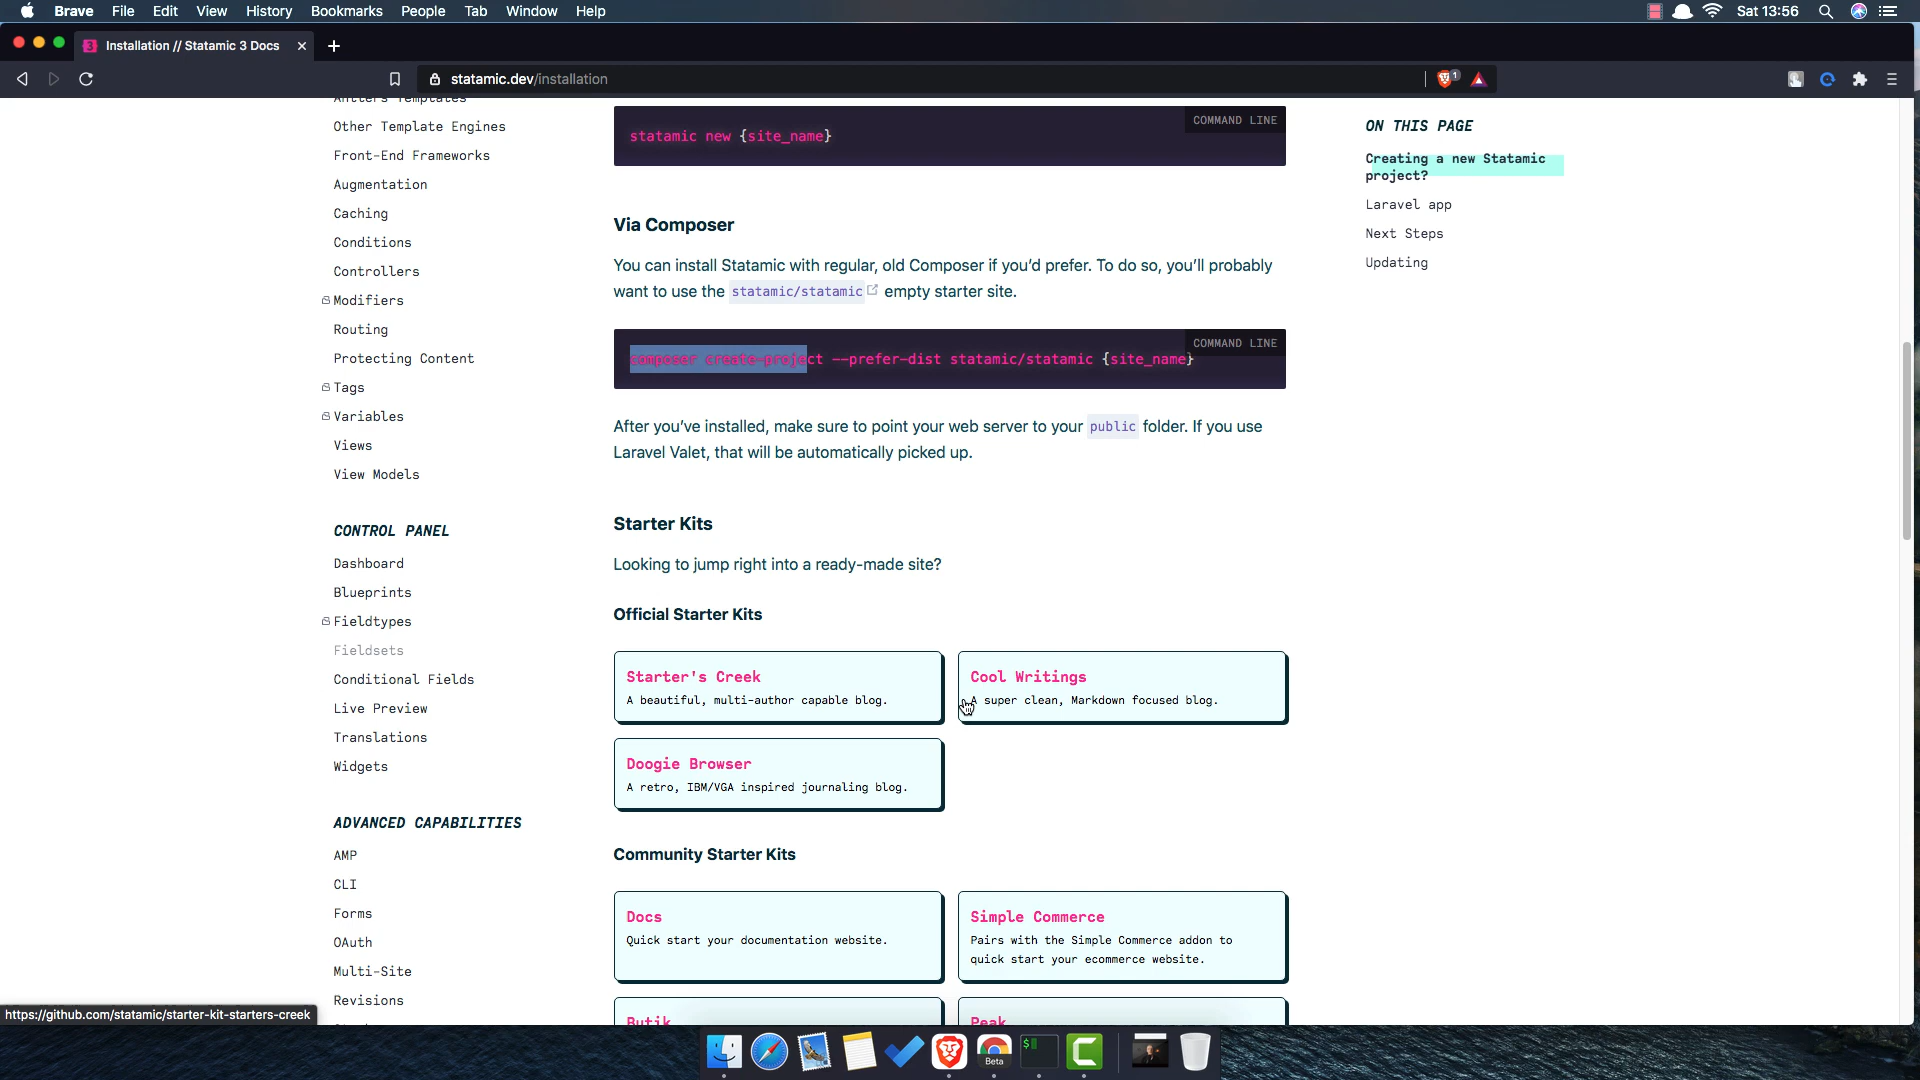 Brave File Edit View History Bookmarks People Tab Window Help
Sat 13:56
Installation // Statamic 3 Docs
statamic.dev/installation
1
Antlers Templates
Other Template Engines
Front-End Frameworks
Augmentation
Caching
Conditions
Controllers
Modifiers
Routing
Protecting Content
Tags
Variables
Views
View Models
CONTROL PANEL
Dashboard
Blueprints
Fieldtypes
Fieldsets
Conditional Fields
Live Preview
Translations
Widgets
ADVANCED CAPABILITIES
AMP
CLI
Forms
OAuth
Multi-Site
Revisions
COMMAND LINE
statamic new {site_name}
Via Composer
You can install Statamic with regular, old Composer if you’d prefer. To do so, you’ll probably
want to use the statamic/statamic empty starter site.
COMMAND LINE
composer create-project --prefer-dist statamic/statamic {site_name}
After you’ve installed, make sure to point your web server to your public folder. If you use
Laravel Valet, that will be automatically picked up.
Starter Kits
Looking to jump right into a ready-made site?
Official Starter Kits
Starter's Creek
A beautiful, multi-author capable blog.
Cool Writings
A super clean, Markdown focused blog.
Doogie Browser
A retro, IBM/VGA inspired journaling blog.
Community Starter Kits
Docs
Quick start your documentation website.
Simple Commerce
Pairs with the Simple Commerce addon to
quick start your ecommerce website.
Butik
Peak
ON THIS PAGE
Creating a new Statamic
project?
Laravel app
Next Steps
Updating
https://github.com/statamic/starter-kit-starters-creek
Beta
$